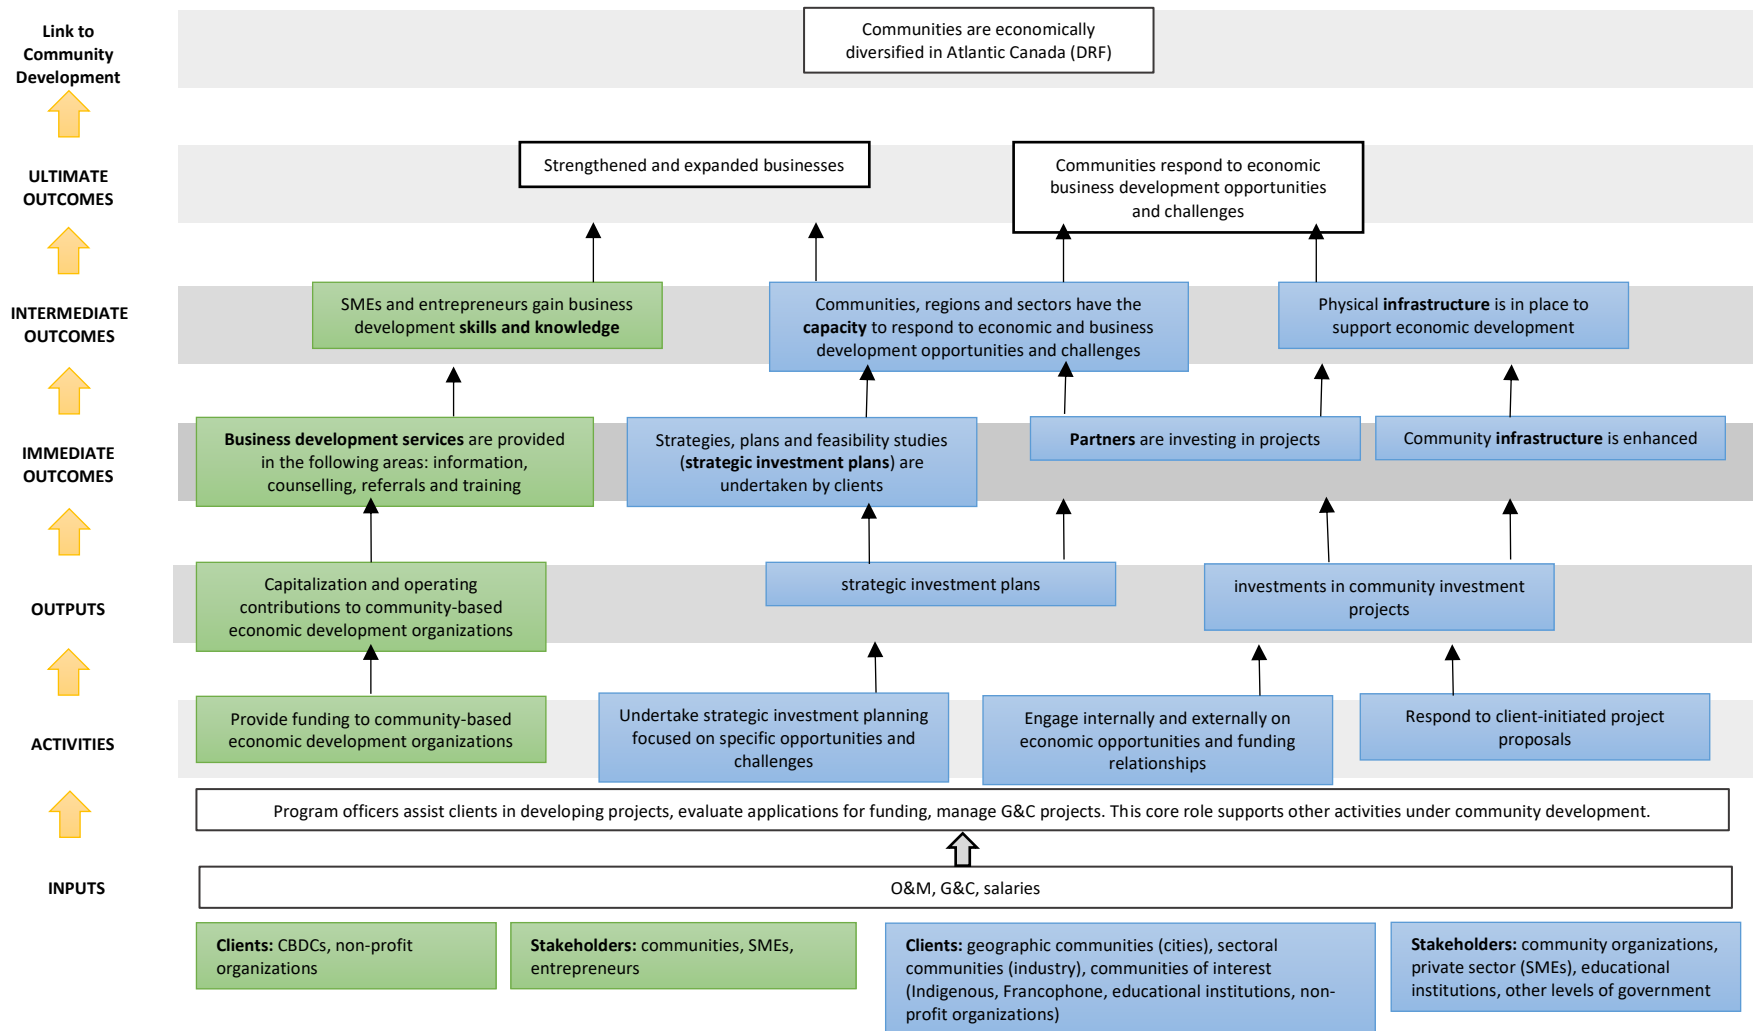 Link to
Community
Development
Communities are economically
diversified in Atlantic Canada (DRF)
ULTIMATE
OUTCOMES
Strengthened and expanded businesses
Communities respond to economic
business development opportunities
and challenges
INTERMEDIATE
OUTCOMES
SMEs and entrepreneurs gain business
development skills and knowledge
Communities, regions and sectors have the
capacity to respond to economic and business
development opportunities and challenges
Physical infrastructure is in place to
support economic development
IMMEDIATE
OUTCOMES
Business development services are provided
in the following areas: information,
counselling, referrals and training
Strategies, plans and feasibility studies
(strategic investment plans) are
undertaken by clients
Partners are investing in projects
Community infrastructure is enhanced
OUTPUTS
Capitalization and operating
contributions to community-based
economic development organizations
strategic investment plans
investments in community investment
projects
ACTIVITIES
Provide funding to community-based
economic development organizations
Undertake strategic investment planning
focused on specific opportunities and
challenges
Engage internally and externally on
economic opportunities and funding
relationships
Respond to client-initiated project
proposals
Program officers assist clients in developing projects, evaluate applications for funding, manage G&C projects. This core role supports other activities under community development.
INPUTS
O&M, G&C, salaries
Clients: CBDCs, non-profit
organizations
Stakeholders: communities, SMEs,
entrepreneurs
Clients: geographic communities (cities), sectoral
communities (industry), communities of interest
(Indigenous, Francophone, educational institutions, non-
profit organizations)
Stakeholders: community organizations,
private sector (SMEs), educational
institutions, other levels of government